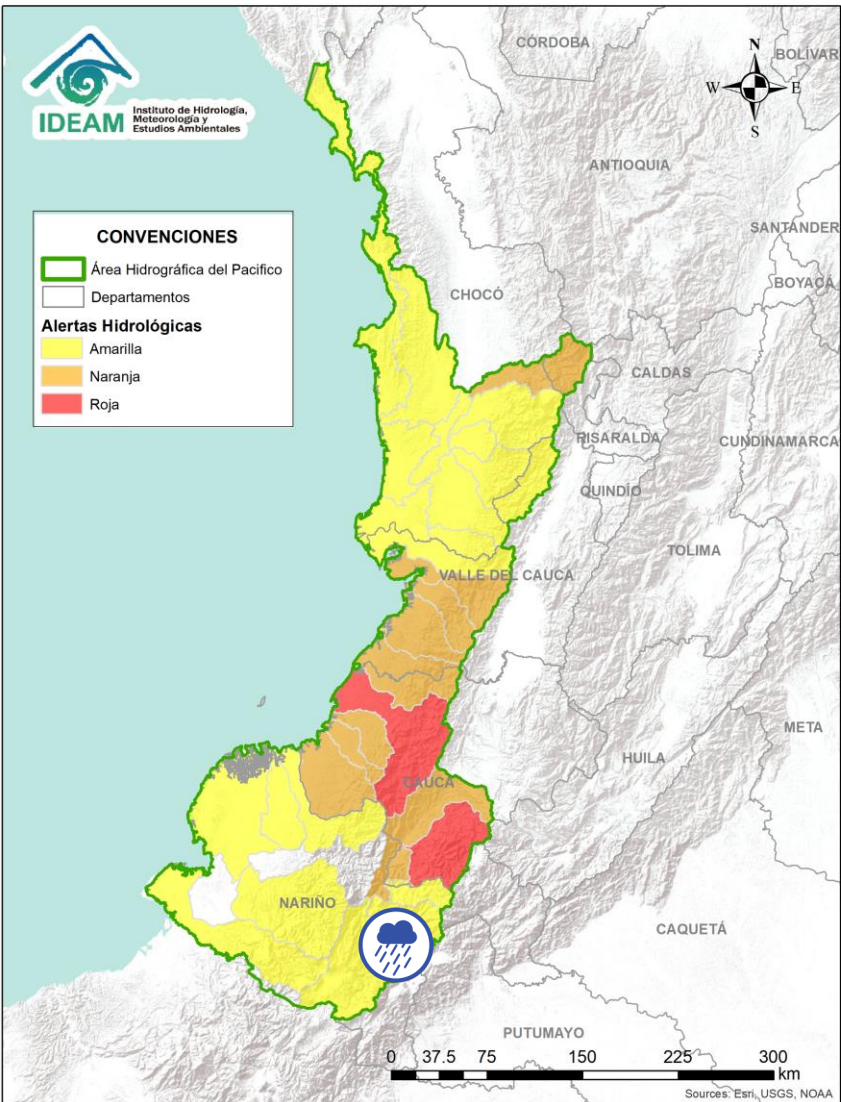 IDEAM
Instituto de Hidrología,
Meteorología y
Estudios Ambientales
N
W
E
S
CÓRDOBA
BOLÍVAR
ANTIOQUIA
SANTANDER
BOYACÁ
CHOCÓ
CALDAS
RISARALDA
CUNDINAMARCA
QUINDÍO
TOLIMA
VALLE DEL CAUCA
META
HUILA
CAUCA
NARIÑO
CAQUETÁ
PUTUMAYO
CONVENCIONES
Área Hidrográfica del Pacifico
Departamentos
Alertas Hidrológicas
Amarilla
Naranja
Roja
0 37.5 75 150 225 300
km
Sources: Esri, USGS, NOAA